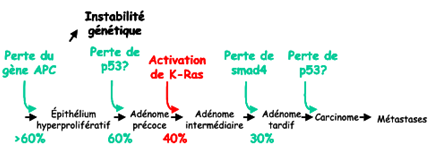 Instabilité
génétique
Perte du
gène APC
Perte de
p53?
Activation
de K-Ras
Perte de
smad4
Perte de
p53?
Épithélium
hyperprolifératif
Adénome
précoce
Adénome
intermédiaire
Adénome
tardif
Carcinome
Métastases
>60%
60%
40%
30%